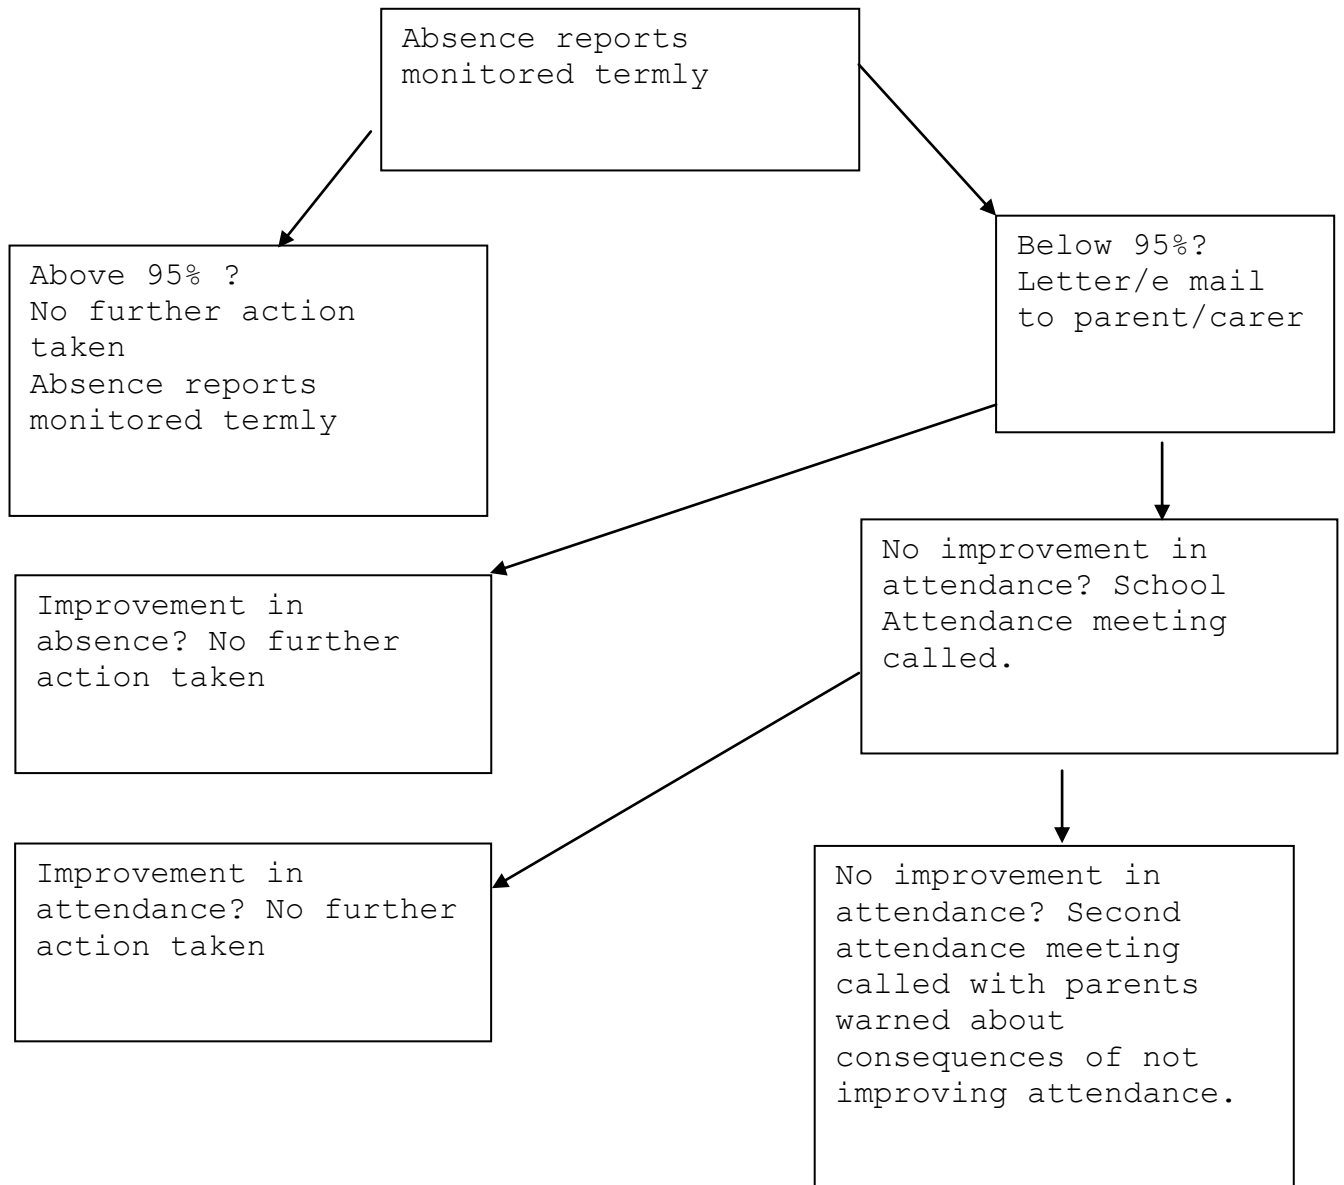 Absence reports
monitored termly
Above 95% ?
No further action
taken
Absence reports
monitored termly
Below 95%?
Letter/e mail
to parent/carer
Improvement in
absence? No further
action taken
No improvement in
attendance? School
Attendance meeting
called.
Improvement in
attendance? No further
action taken
No improvement in
attendance? Second
attendance meeting
called with parents
warned about
consequences of not
improving attendance.